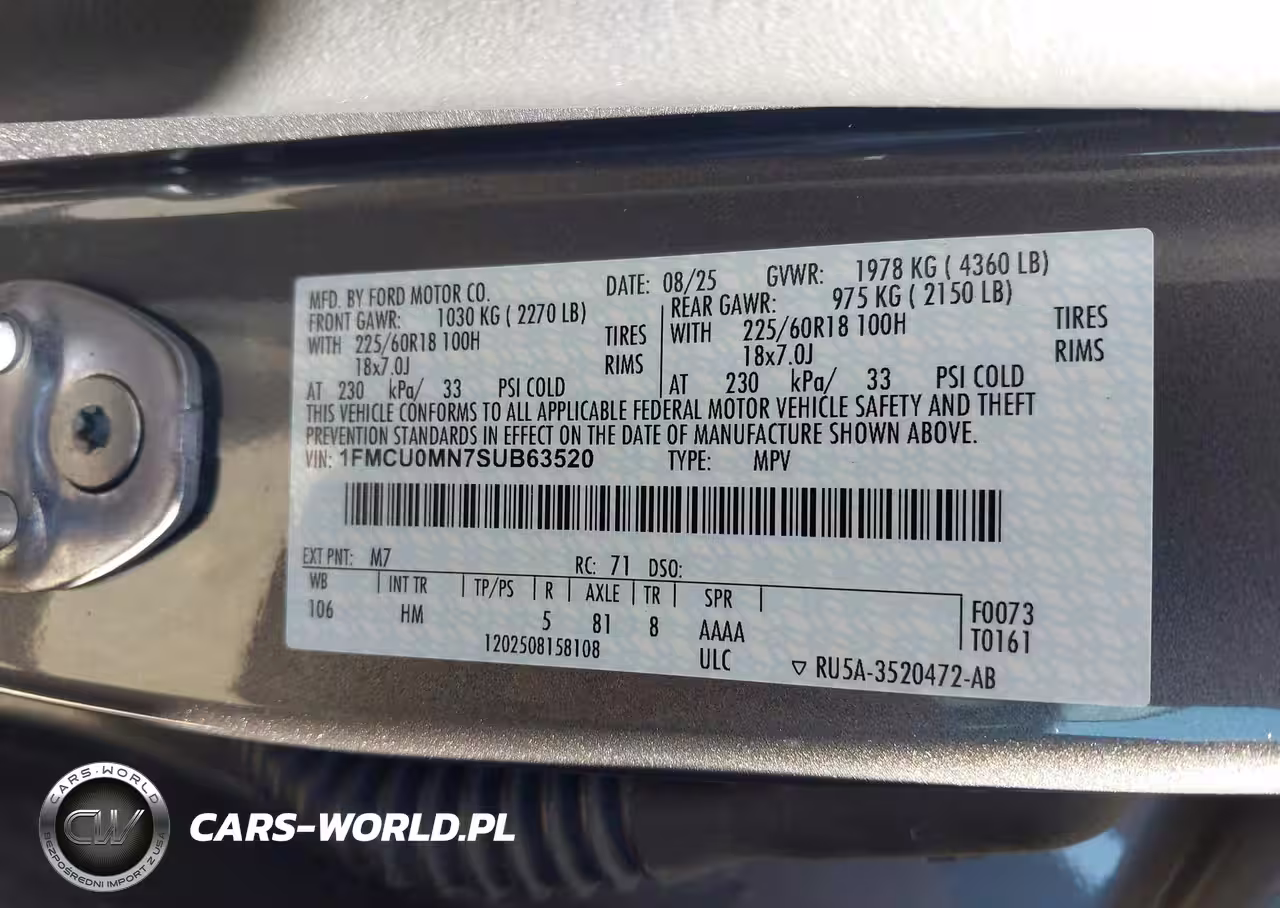 MFD. BY FORD MOTOR CO. DATE: 08/25 GVWR: 1978 KG ( 4360 LB)
FRONT GAWR: 1030 KG ( 2270 LB) REAR GAWR: 975 KG ( 2150 LB)
WITH 225/60R18 100H TIRES WITH 225/60R18 100H TIRES
18x7.0J RIMS 18x7.0J RIMS
AT 230 kPa/ 33 PSI COLD AT 230 kPa/ 33 PSI COLD
THIS VEHICLE CONFORMS TO ALL APPLICABLE FEDERAL MOTOR VEHICLE SAFETY AND THEFT
PREVENTION STANDARDS IN EFFECT ON THE DATE OF MANUFACTURE SHOWN ABOVE.
VIN: 1FMCU0MN7SUB63520 TYPE: MPV
EXT PNT: M7 RC: 71 DSO:
WB INT TR TP/PS R AXLE TR SPR
106 HM 5 81 8 AAAA F0073
1202508158108 ULC T0161
RU5A-3520472-AB
CARS-WORLD
CW
BEZPOŚREDNI IMPORT Z USA
CARS-WORLD.PL